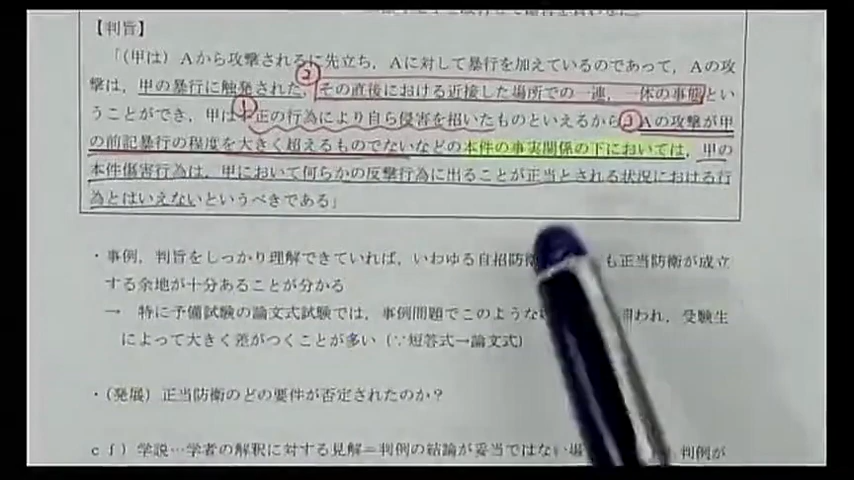 【判旨】
「(甲は) Aから攻撃されるに先立ち，Aに対して暴行を加えているのであって，Aの攻
② 
撃は，甲の暴行に触発された，その直後における近接した場所での一連，一体の事態とい
①
うことができ，甲は不正の行為により自ら侵害を招いたものといえるから③Aの攻撃が甲
の前記暴行の程度を大きく超えるものでないなどの本件の事実関係の下においては，甲の
本件傷害行為は，甲において何らかの反撃行為に出ることが正当とされる状況における行
為とはいえないというべきである」
・事例，判旨をしっかり理解できていれば，いわゆる自招防衛 も正当防衛が成立
する余地が十分あることが分かる
→ 特に予備試験の論文式試験では，事例問題でこのような 問われ，受験生
によって大きく差がつくことが多い (∵短答式→論文式)
・(発展) 正当防衛のどの要件が否定されたのか？
cf) 学説…学者の解釈に対する見解＝判例の結論が妥当ではない場 判例が